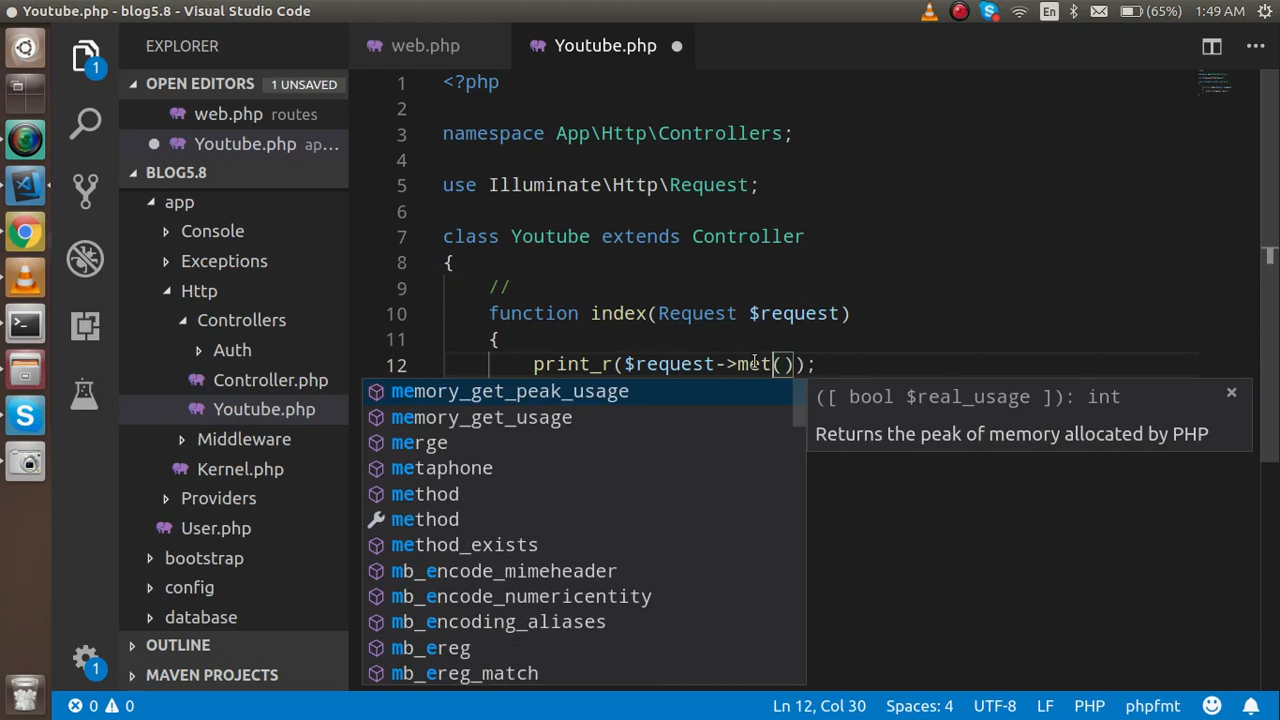 Youtube.php - blog5.8 - Visual Studio Code
En
(65%)
1:49 AM
EXPLORER
OPEN EDITORS 1 UNSAVED
web.php routes
Youtube.php ap...
BLOG5.8
app
Console
Exceptions
Http
Controllers
Auth
Controller.php
Youtube.php
Middleware
Kernel.php
Providers
User.php
bootstrap
config
database
OUTLINE
MAVEN PROJECTS
1
1
web.php
Youtube.php
1 <?php
2
3 namespace App\Http\Controllers;
4
5 use Illuminate\Http\Request;
6
7 class Youtube extends Controller
8 {
9 //
10 function index(Request $request)
11 {
12 print_r($request->met());
memory_get_peak_usage
memory_get_usage
merge
metaphone
method
method
method_exists
mb_encode_mimeheader
mb_encode_numericentity
mb_encoding_aliases
mb_ereg
mb_ereg_match
([ bool $real_usage ]): int
Returns the peak of memory allocated by PHP
0 0
Ln 12, Col 30
Spaces: 4
UTF-8
LF
PHP
phpfmt